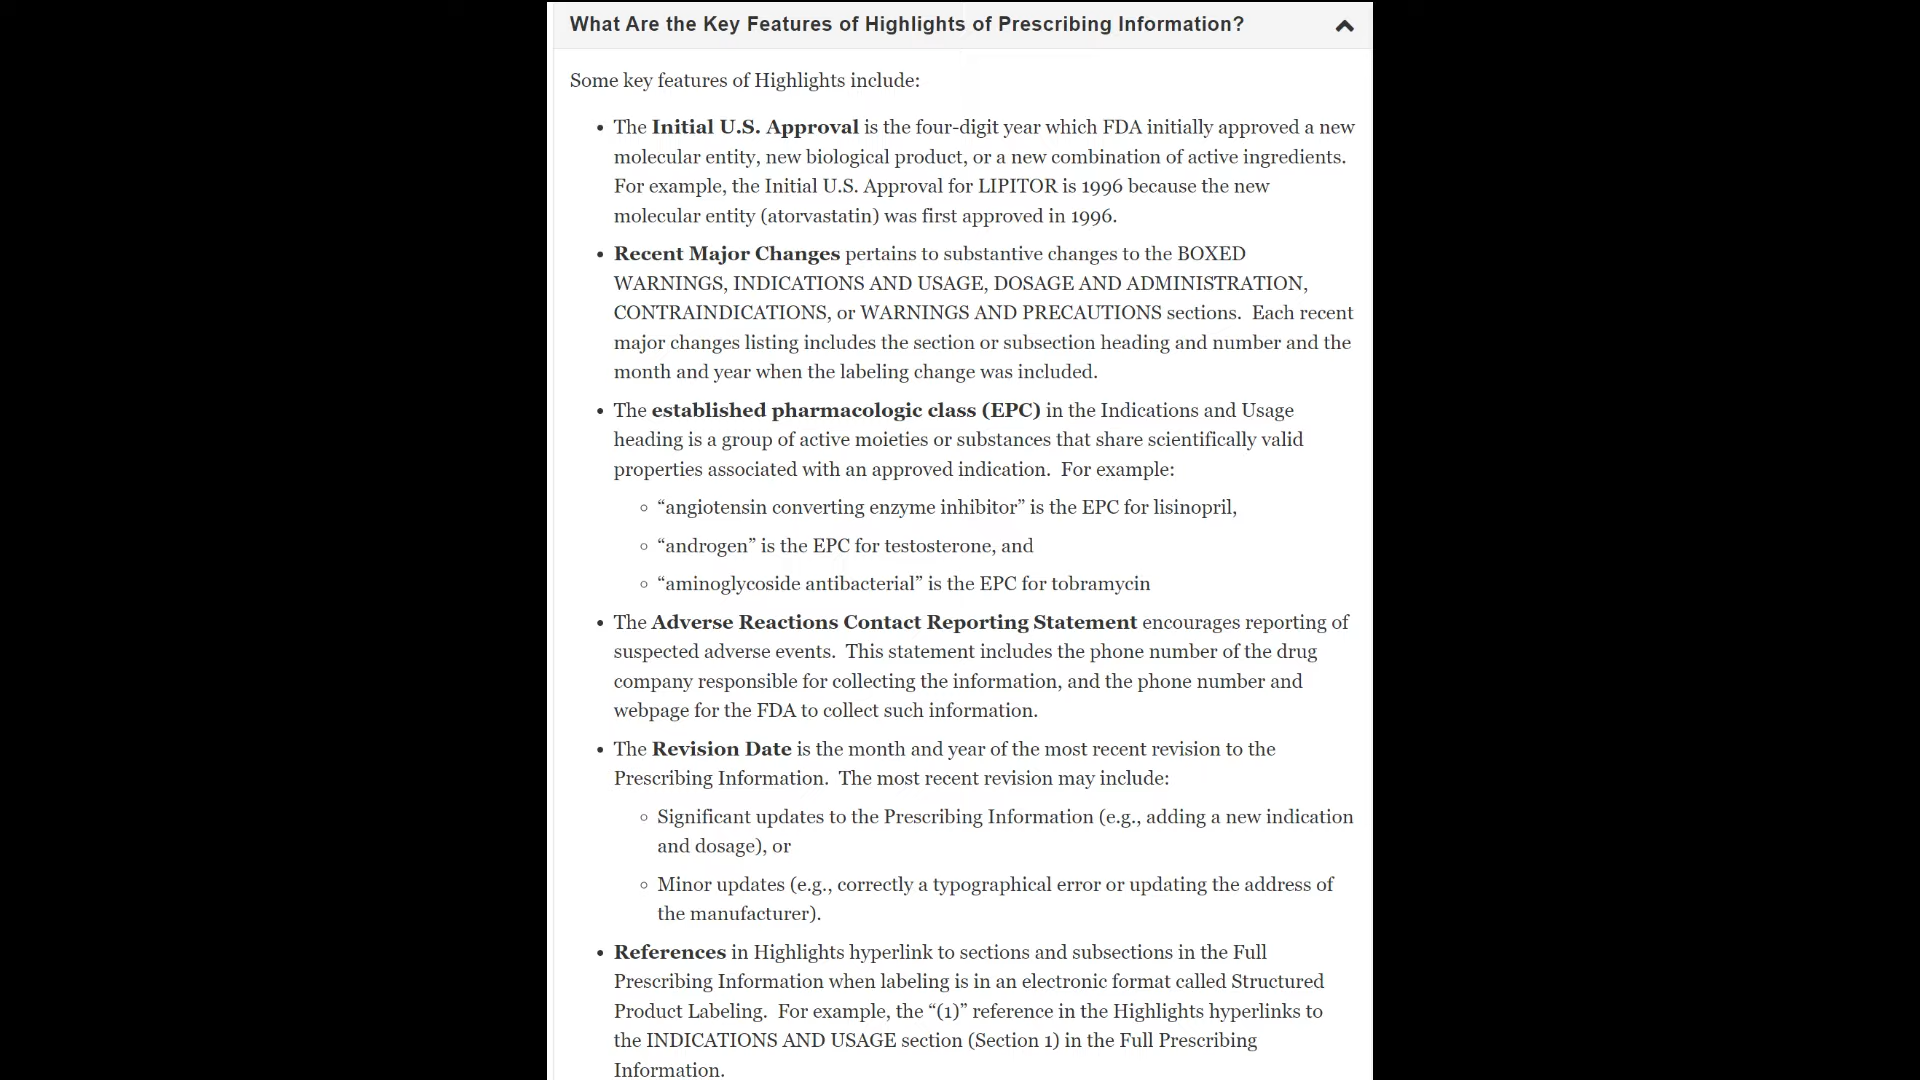 What Are the Key Features of Highlights of Prescribing Information?
Some key features of Highlights include:
• The Initial U.S. Approval is the four-digit year which FDA initially approved a new
molecular entity, new biological product, or a new combination of active ingredients.
For example, the Initial U.S. Approval for LIPITOR is 1996 because the new
molecular entity (atorvastatin) was first approved in 1996.
• Recent Major Changes pertains to substantive changes to the BOXED
WARNINGS, INDICATIONS AND USAGE, DOSAGE AND ADMINISTRATION,
CONTRAINDICATIONS, or WARNINGS AND PRECAUTIONS sections.  Each recent
major changes listing includes the section or subsection heading and number and the
month and year when the labeling change was included.
• The established pharmacologic class (EPC) in the Indications and Usage
heading is a group of active moieties or substances that share scientifically valid
properties associated with an approved indication.  For example:
◦ “angiotensin converting enzyme inhibitor” is the EPC for lisinopril,
◦ “androgen” is the EPC for testosterone, and
◦ “aminoglycoside antibacterial” is the EPC for tobramycin
• The Adverse Reactions Contact Reporting Statement encourages reporting of
suspected adverse events.  This statement includes the phone number of the drug
company responsible for collecting the information, and the phone number and
webpage for the FDA to collect such information.
• The Revision Date is the month and year of the most recent revision to the
Prescribing Information.  The most recent revision may include:
◦ Significant updates to the Prescribing Information (e.g., adding a new indication
and dosage), or
◦ Minor updates (e.g., correctly a typographical error or updating the address of
the manufacturer).
• References in Highlights hyperlink to sections and subsections in the Full
Prescribing Information when labeling is in an electronic format called Structured
Product Labeling.  For example, the “(1)” reference in the Highlights hyperlinks to
the INDICATIONS AND USAGE section (Section 1) in the Full Prescribing
Information.